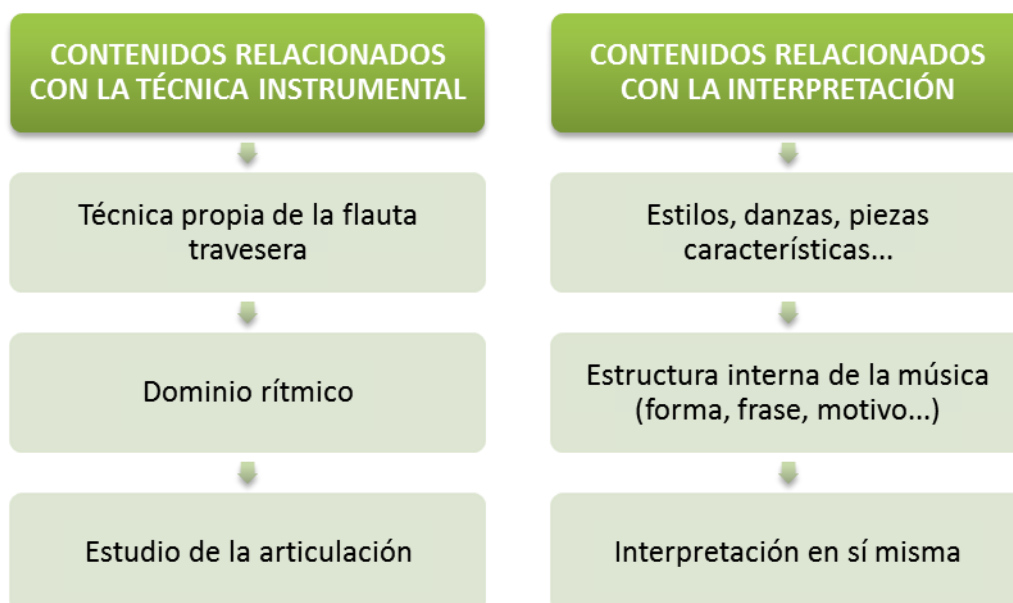 CONTENIDOS RELACIONADOS
CON LA TÉCNICA INSTRUMENTAL
Técnica propia de la flauta
travesera
Dominio rítmico
Estudio de la articulación
CONTENIDOS RELACIONADOS
CON LA INTERPRETACIÓN
Estilos, danzas, piezas
características...
Estructura interna de la música
(forma, frase, motivo...)
Interpretación en sí misma